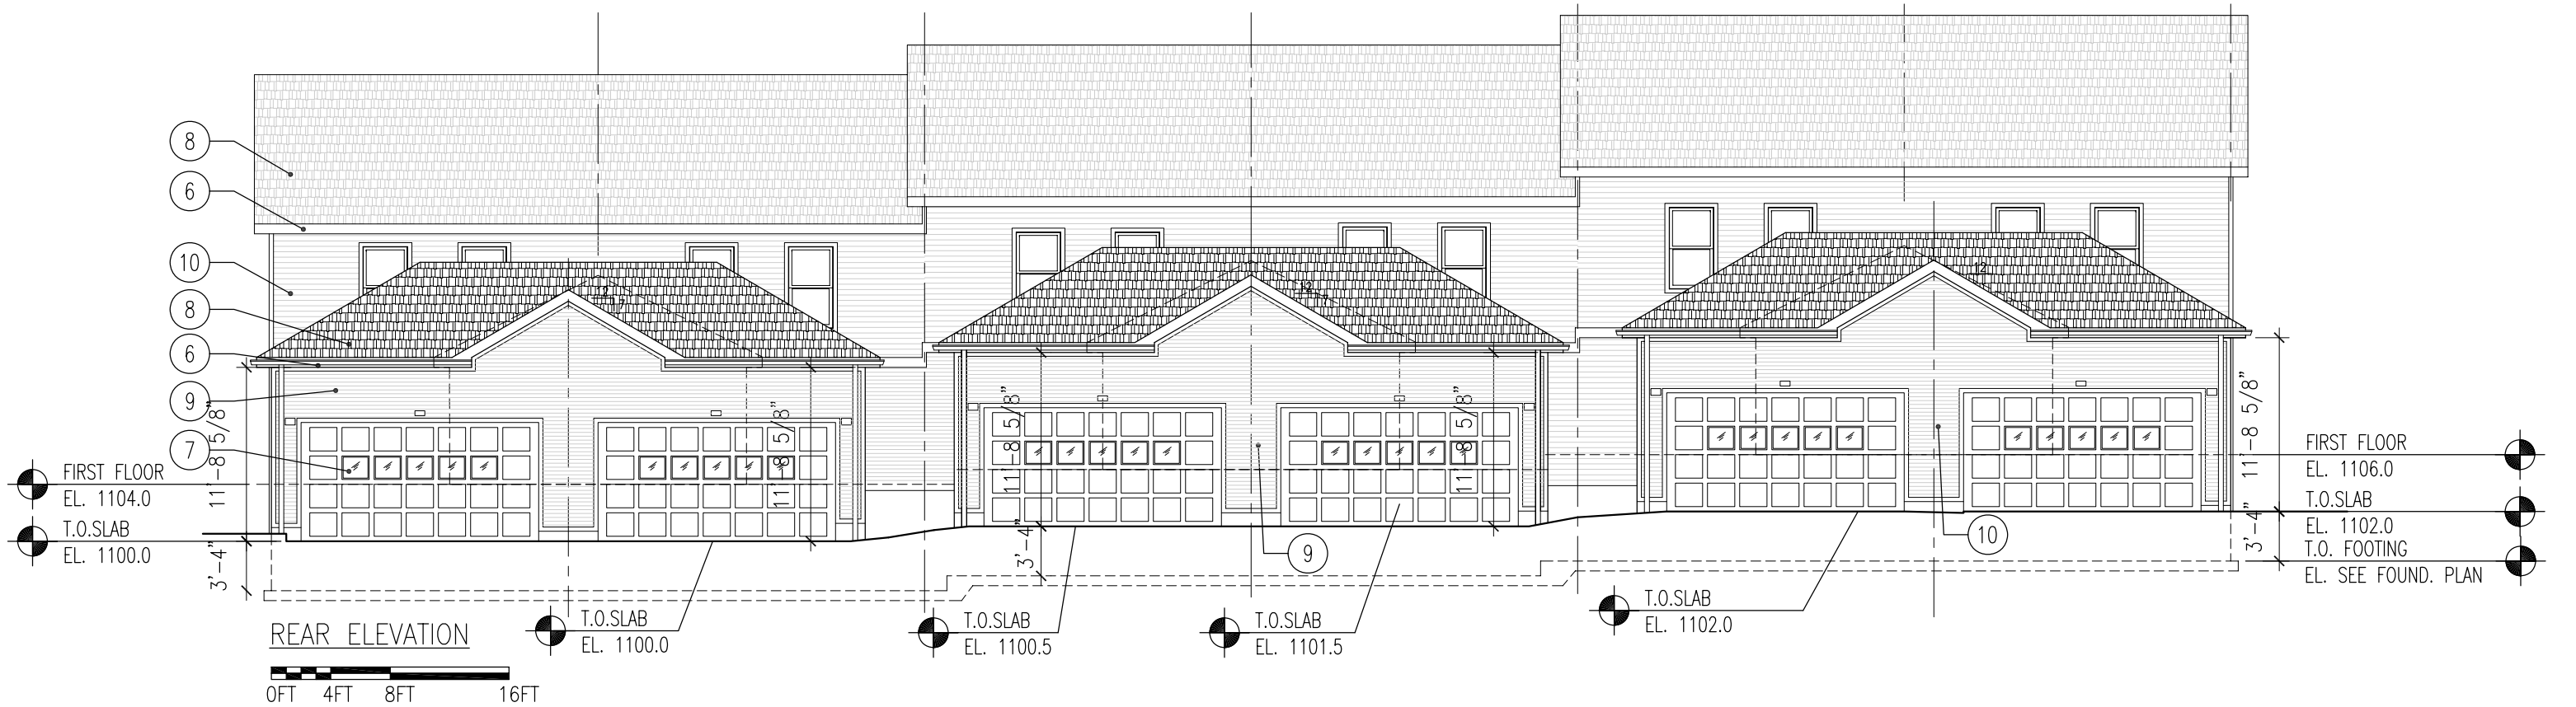 8
6
10
8
6
9
7
12
7
12
7
12
11'-8 5/8"
11'-8 5/8"
11'-8 5/8"
11'-8 5/8"
11'-8 5/8"
FIRST FLOOR
EL. 1104.0
T.O.SLAB
EL. 1100.0
3'-4"
3'-4"
3'-4"
9
10
FIRST FLOOR
EL. 1106.0
T.O.SLAB
EL. 1102.0
T.O. FOOTING
EL. SEE FOUND. PLAN
T.O.SLAB
EL. 1100.0
T.O.SLAB
EL. 1100.5
T.O.SLAB
EL. 1101.5
T.O.SLAB
EL. 1102.0
REAR ELEVATION
0FT 4FT 8FT 16FT